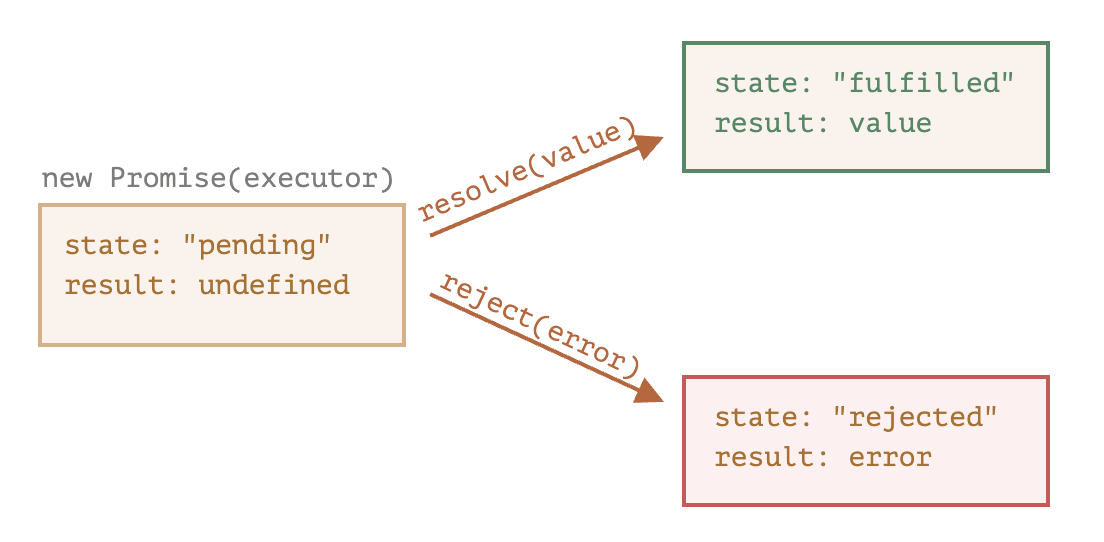 new Promise(executor)
state: "pending"
result: undefined
resolve(value)
reject(error)
state: "fulfilled"
result: value
state: "rejected"
result: error